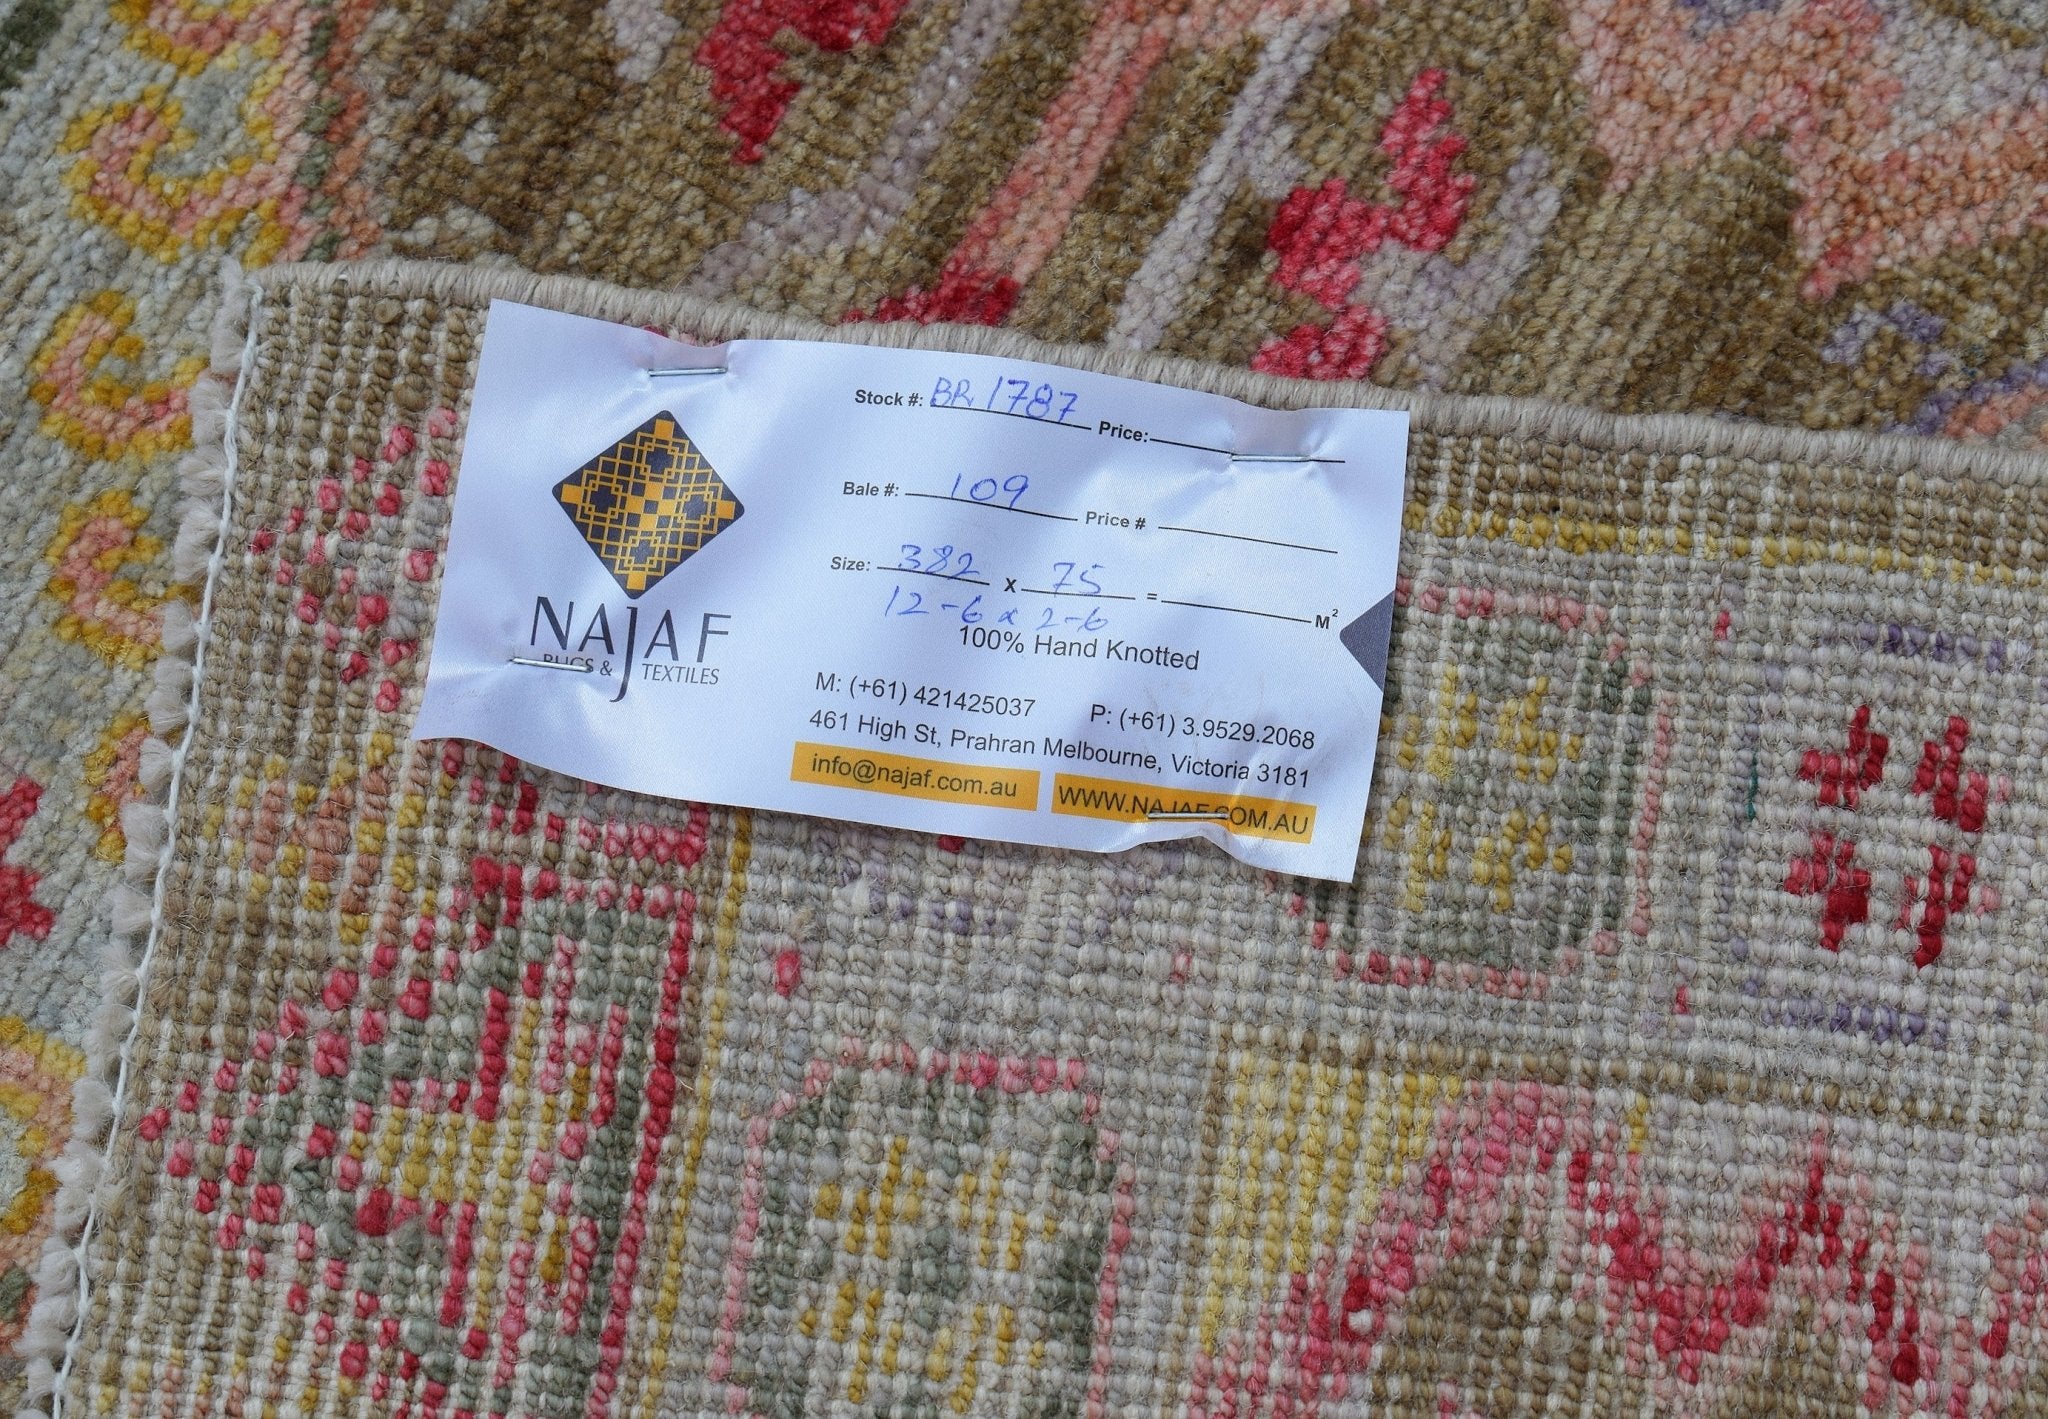 Stock #: BR 1787 Price:
Bale #: 109 Price #
Size: 382 x 75 = M²
12-6 x 2-6
100% Hand Knotted
NAJAF
RUGS & TEXTILES
M: (+61) 421425037 P: (+61) 3.9529.2068
461 High St, Prahran Melbourne, Victoria 3181
info@najaf.com.au WWW.NAJAF.COM.AU